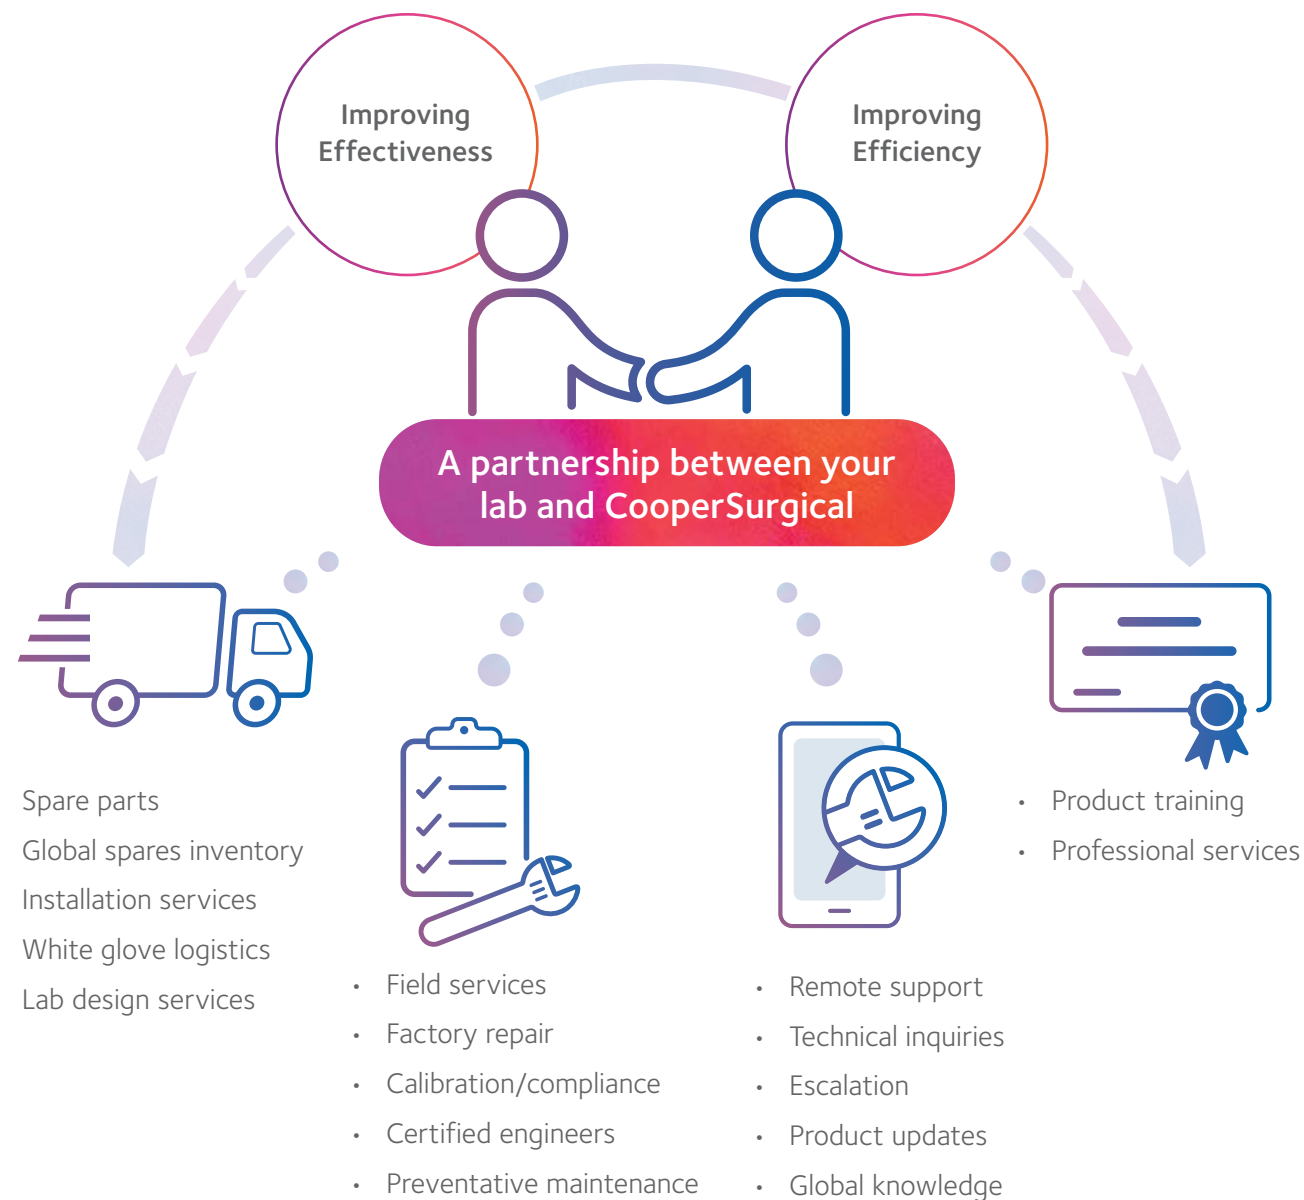 Improving
Effectiveness
Improving
Efficiency
A partnership between your
lab and CooperSurgical
Spare parts
Global spares inventory
Installation services
White glove logistics
Lab design services
• Field services
• Factory repair
• Calibration/compliance
• Certified engineers
• Preventative maintenance
• Remote support
• Technical inquiries
• Escalation
• Product updates
• Global knowledge
• Product training
• Professional services